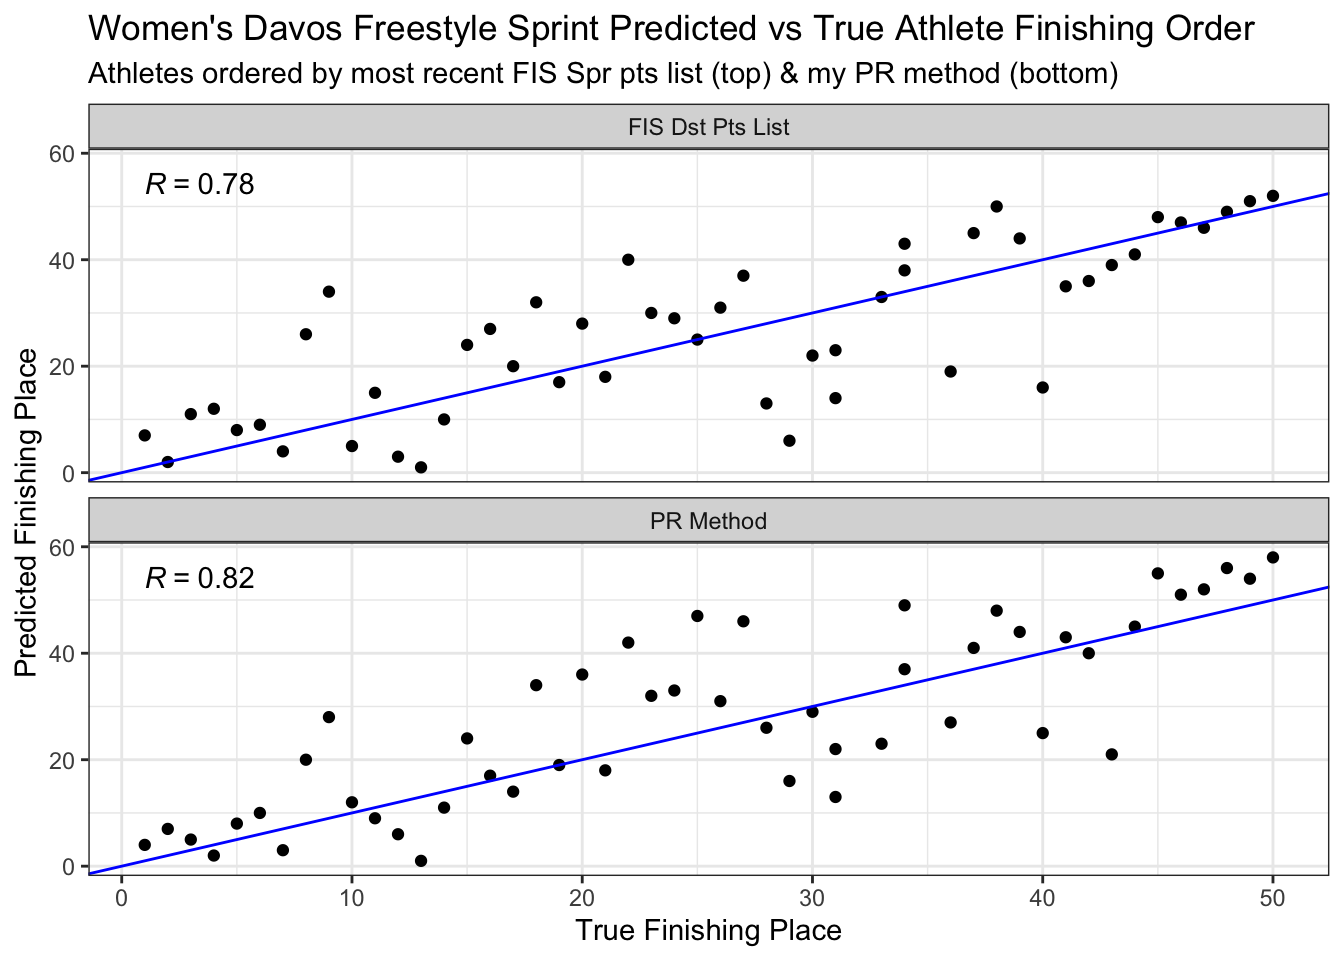 Women's Davos Freestyle Sprint Predicted vs True Athlete Finishing Order
Athletes ordered by most recent FIS Spr pts list (top) & my PR method (bottom)
FIS Dst Pts List
60
R = 0.78
40
20
0
Predicted Finishing Place
PR Method
60
R = 0.82
40
20
0
0 10 20 30 40 50
True Finishing Place